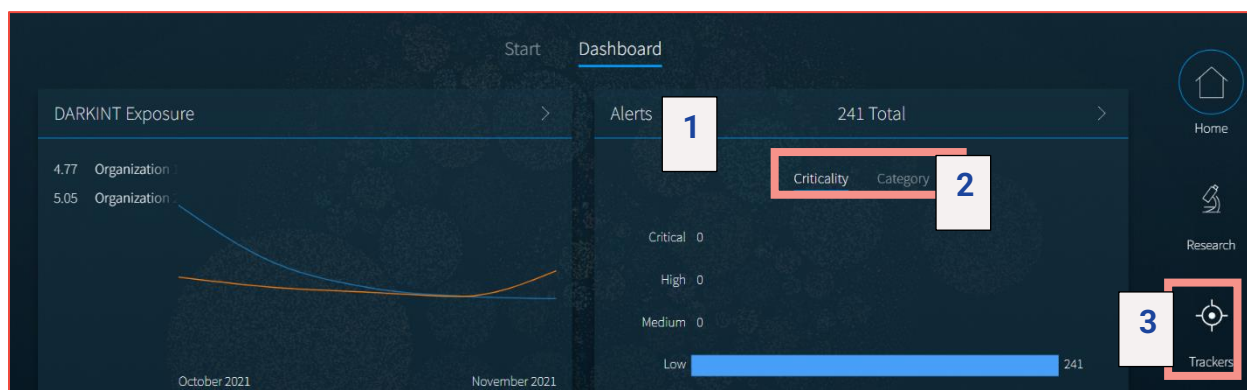 Start Dashboard
DARKINT Exposure
4.77 Organization
5.05 Organization
October 2021 November 2021
Alerts 1 241 Total
Criticality Category 2
Critical 0
High 0
Medium 0
Low 241
Home
Research
3 Trackers